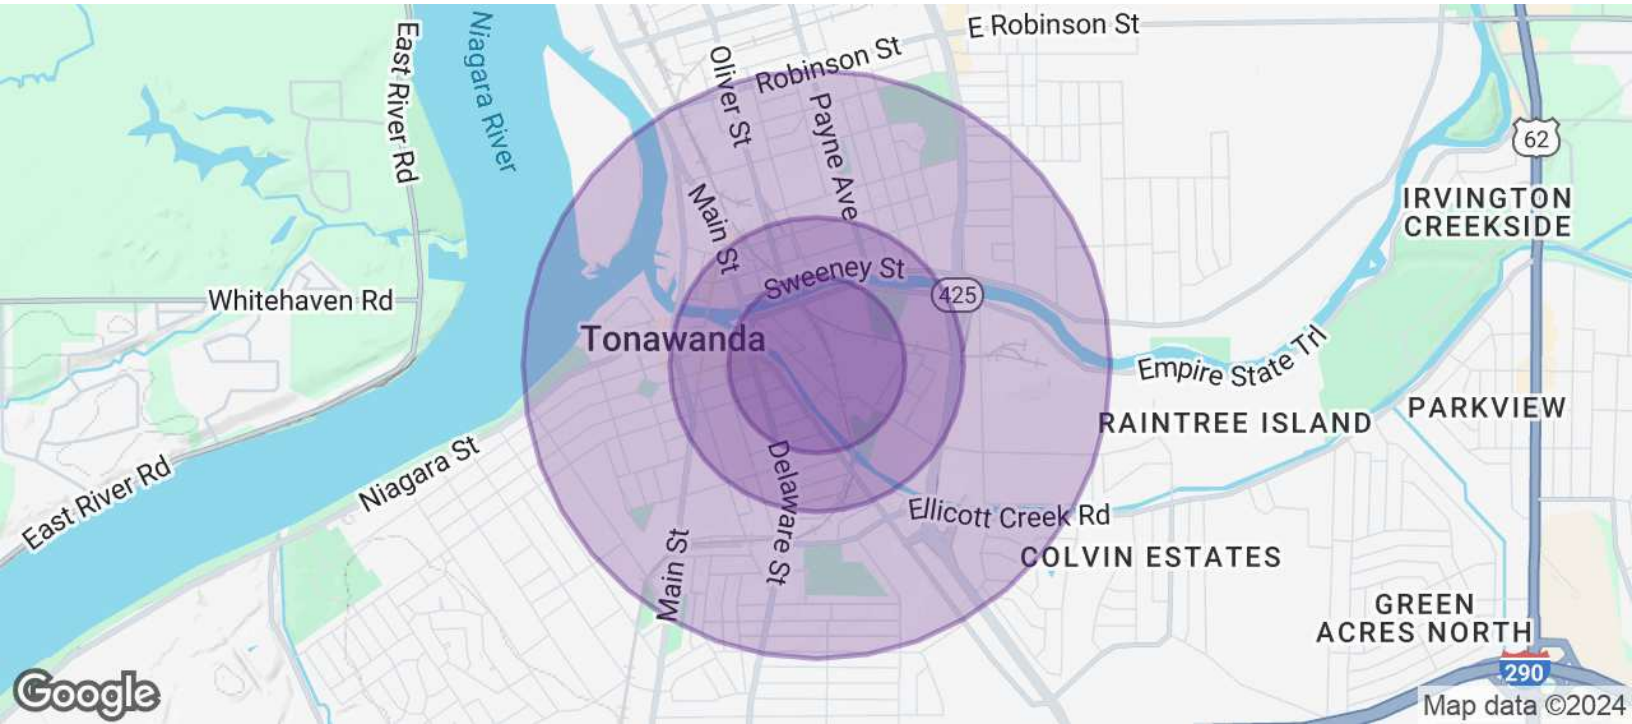 E Robinson St
Niagara River
East River Rd
Oliver St
Robinson St
Payne Ave
62
Main St
IRVINGTON
CREEKSIDE
Sweeney St
425
Whitehaven Rd
Tonawanda
Empire State Trl
RAINTREE ISLAND
PARKVIEW
Niagara St
East River Rd
Delaware St
Ellicott Creek Rd
Main St
COLVIN ESTATES
GREEN
ACRES NORTH
290
Google
Map data ©2024